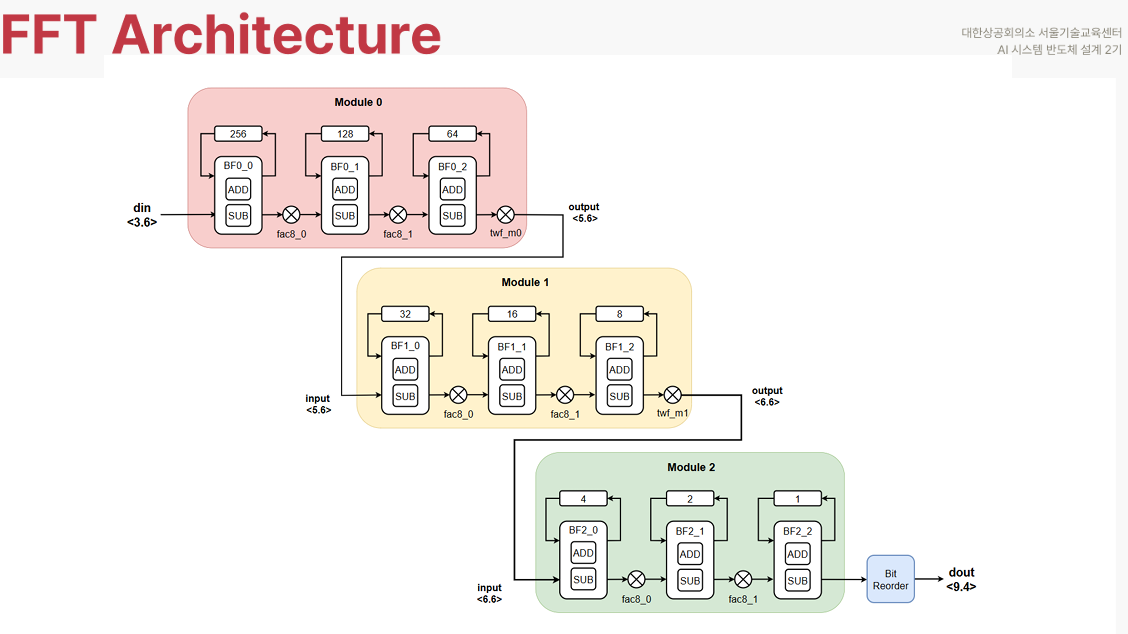 FFT Architecture
대한상공회의소 서울기술교육센터
AI 시스템 반도체 설계 2기
Module 0
256
128
64
BF0_0
BF0_1
BF0_2
ADD
ADD
ADD
SUB
SUB
SUB
din
<3.6>
fac8_0
fac8_1
twf_m0
output
<5.6>
Module 1
32
16
8
BF1_0
BF1_1
BF1_2
ADD
ADD
ADD
SUB
SUB
SUB
input
<5.6>
fac8_0
fac8_1
twf_m1
output
<6.6>
Module 2
4
2
1
BF2_0
BF2_1
BF2_2
ADD
ADD
ADD
SUB
SUB
SUB
input
<6.6>
fac8_0
fac8_1
Bit
Reorder
dout
<9.4>